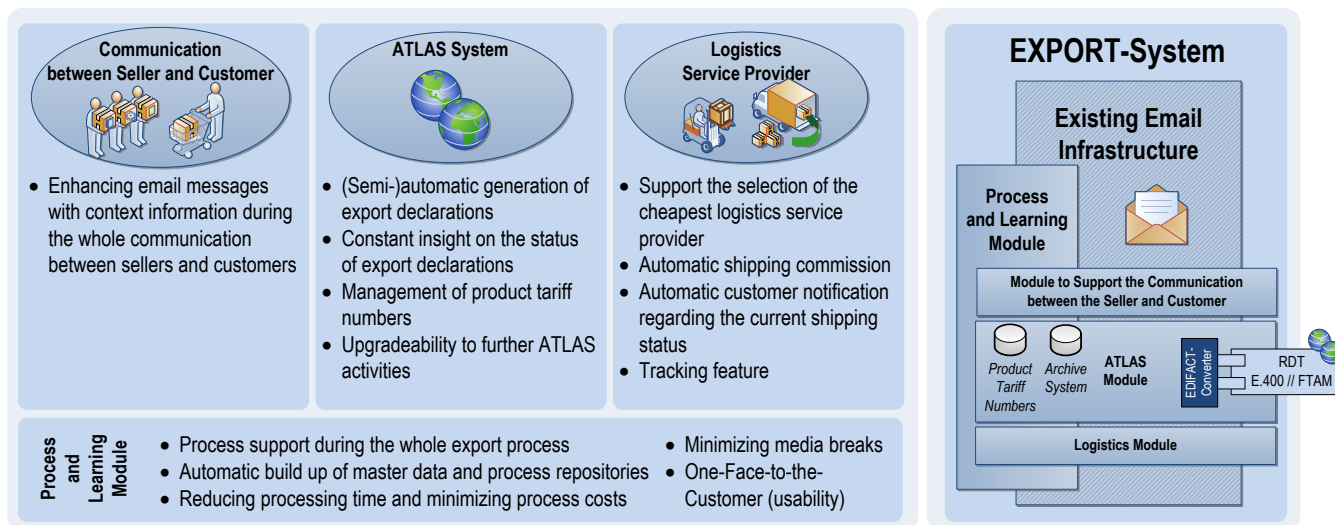 Communication
between Seller and Customer
• Enhancing email messages
with context information during
the whole communication
between sellers and customers
ATLAS System
• (Semi-)automatic generation of
export declarations
• Constant insight on the status
of export declarations
• Management of product tariff
numbers
• Upgradeability to further ATLAS
activities
Logistics
Service Provider
• Support the selection of the
cheapest logistics service
provider
• Automatic shipping commission
• Automatic customer notification
regarding the current shipping
status
• Tracking feature
Process
and
Learning
Module
• Process support during the whole export process
• Automatic build up of master data and process repositories
• Reducing processing time and minimizing process costs
• Minimizing media breaks
• One-Face-to-the-
Customer (usability)
EXPORT-System
Existing Email
Infrastructure
Process
and Learning
Module
Module to Support the Communication
between the Seller and Customer
Product
Tariff
Numbers
Archive
System
ATLAS
Module
EDIFACT-
Converter
RDT
E.400 // FTAM
Logistics Module